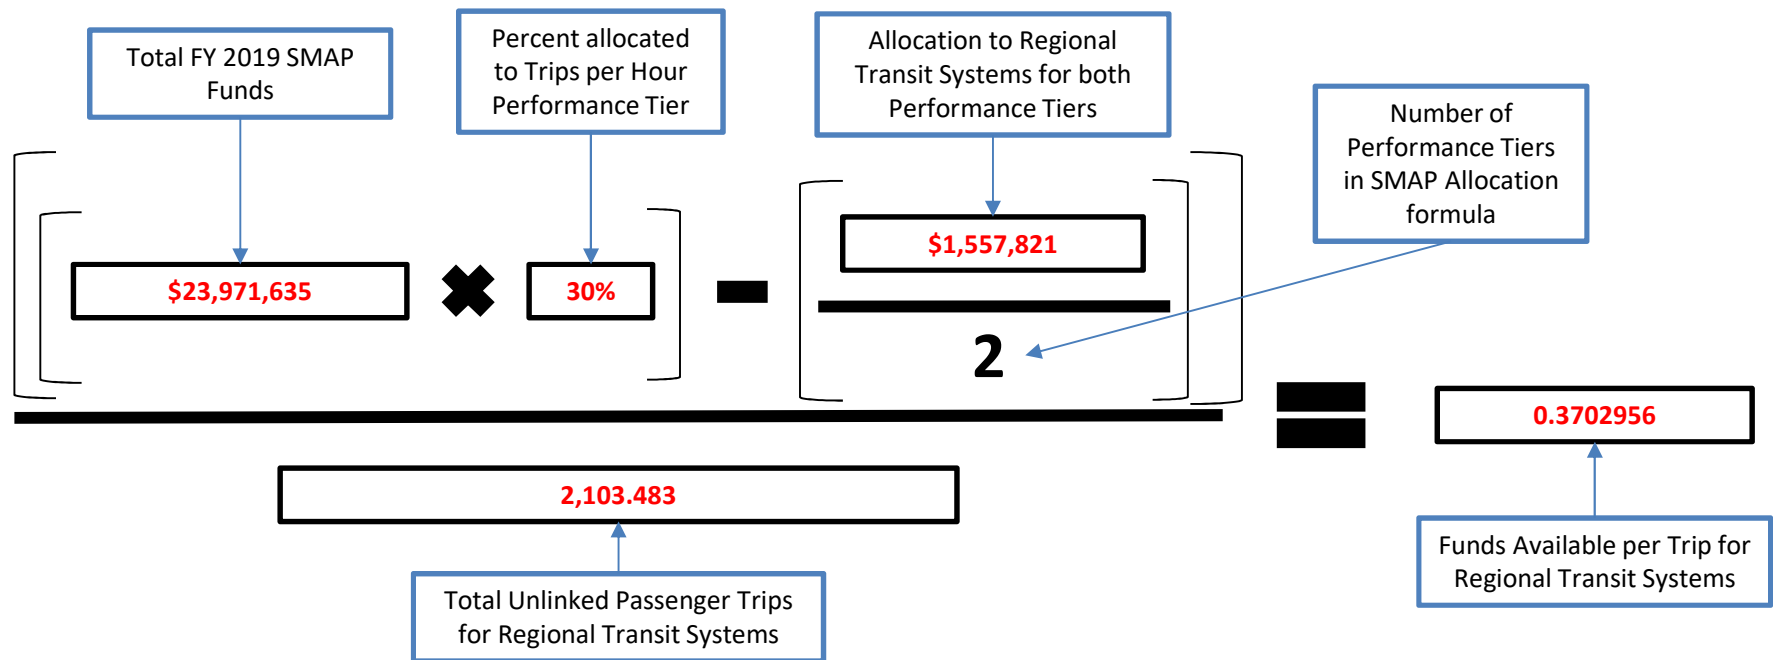 Total FY 2019 SMAP
Funds
Percent allocated
to Trips per Hour
Performance Tier
Allocation to Regional
Transit Systems for both
Performance Tiers
Number of
Performance Tiers
in SMAP Allocation
formula
$23,971,635
30%
$1,557,821
2
0.3702956
2,103.483
Total Unlinked Passenger Trips
for Regional Transit Systems
Funds Available per Trip for
Regional Transit Systems